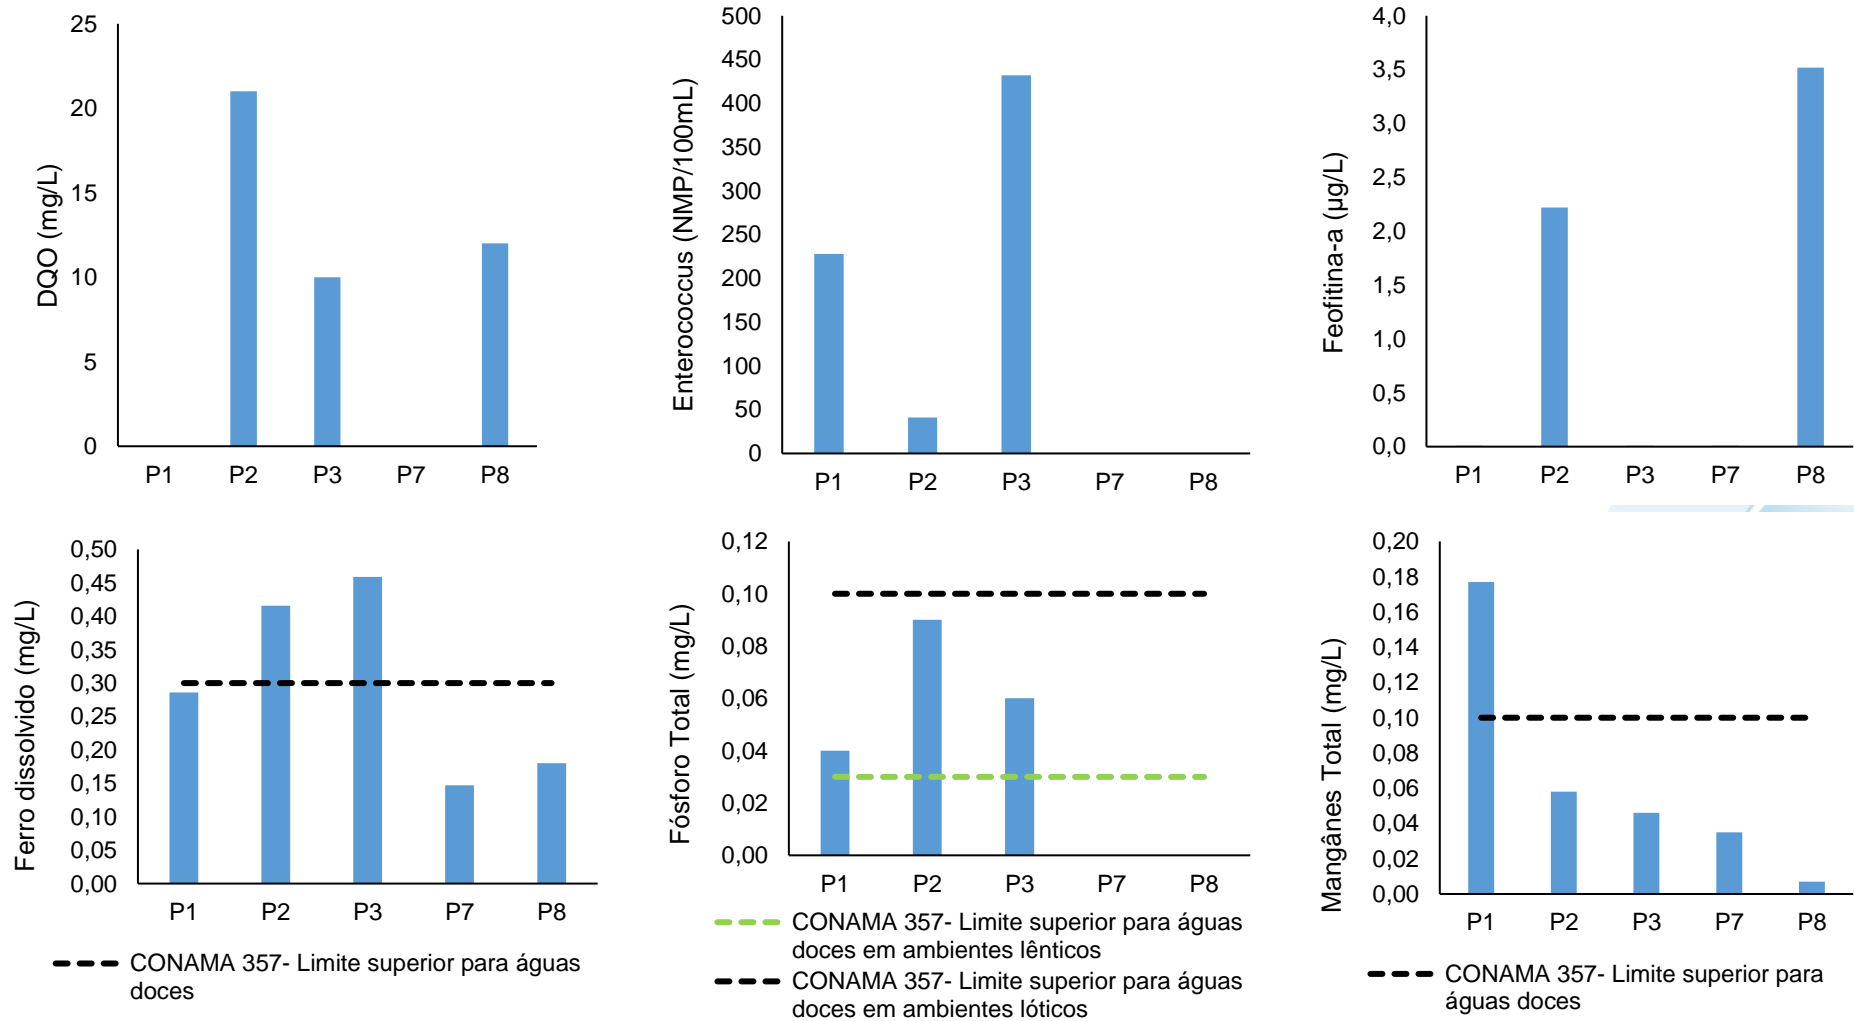 DQO (mg/L)
25
20
15
10
5
0
P1 P2 P3 P7 P8
Enterococcus (NMP/100mL)
500
450
400
350
300
250
200
150
100
50
0
P1 P2 P3 P7 P8
Feofitina-a (µg/L)
4,0
3,5
3,0
2,5
2,0
1,5
1,0
0,5
0,0
P1 P2 P3 P7 P8
Ferro dissolvido (mg/L)
0,50
0,45
0,40
0,35
0,30
0,25
0,20
0,15
0,10
0,05
0,00
P1 P2 P3 P7 P8
CONAMA 357- Limite superior para águas
doces
Fósforo Total (mg/L)
0,12
0,10
0,08
0,06
0,04
0,02
0,00
P1 P2 P3 P7 P8
CONAMA 357- Limite superior para águas
doces em ambientes lênticos
CONAMA 357- Limite superior para águas
doces em ambientes lóticos
Mangânes Total (mg/L)
0,20
0,18
0,16
0,14
0,12
0,10
0,08
0,06
0,04
0,02
0,00
P1 P2 P3 P7 P8
CONAMA 357- Limite superior para
águas doces